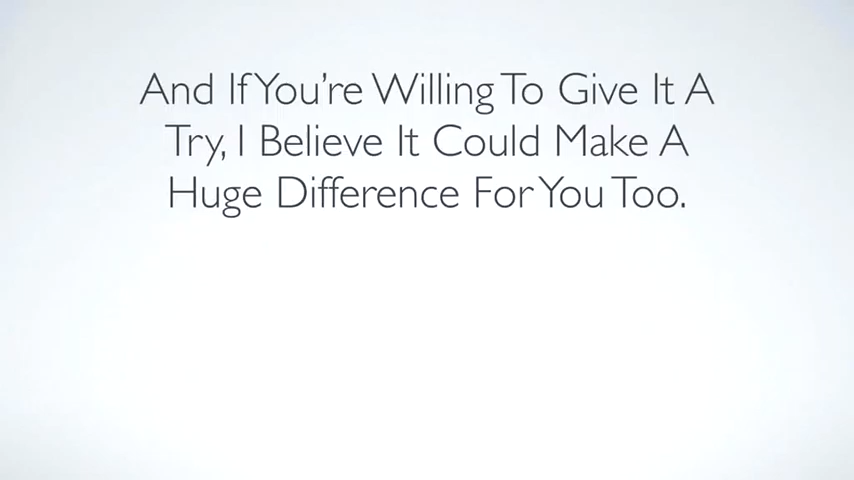 And If You're Willing To Give It A
Try, I Believe It Could Make A
Huge Difference For You Too.